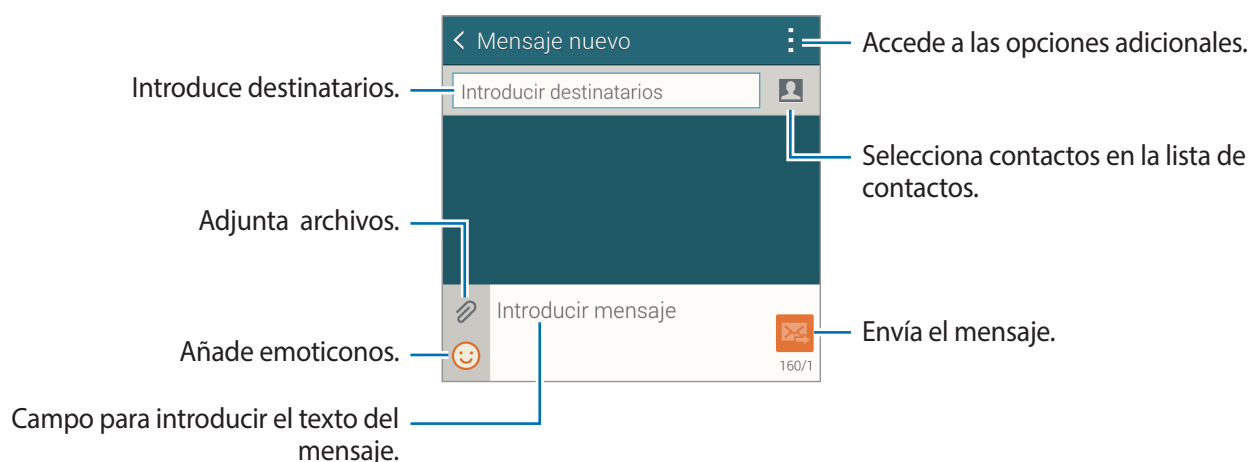 Mensaje nuevo
Accede a las opciones adicionales.
Introduce destinatarios.
Introducir destinatarios
Selecciona contactos en la lista de
contactos.
Adjunta archivos.
Introducir mensaje
Envía el mensaje.
Añade emoticonos.
160/1
Campo para introducir el texto del
mensaje.